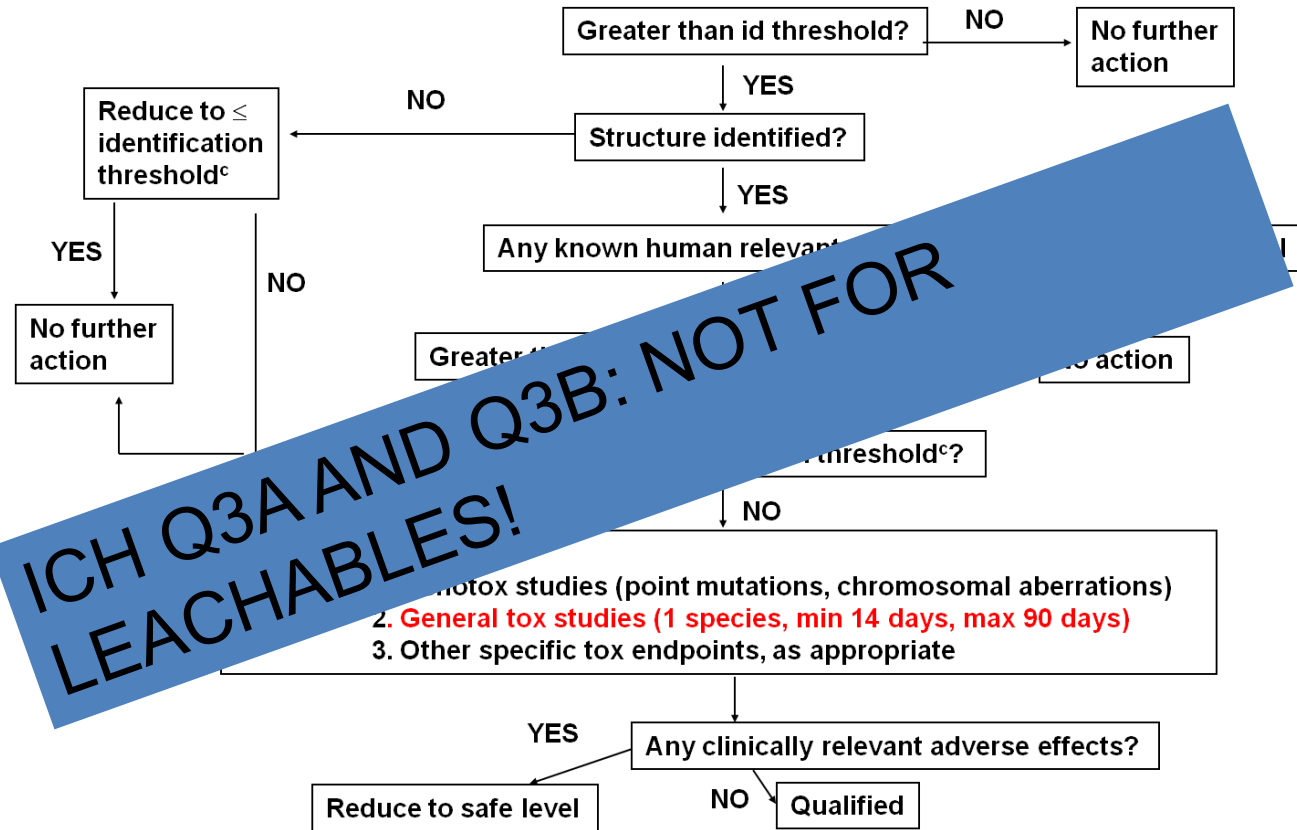 Greater than id threshold?
NO
No further
action
YES
NO
Reduce to ≤
identification
thresholdᶜ
Structure identified?
YES
Any known human relevant
YES
NO
No further
action
Greater
action
ICH Q3A AND Q3B: NOT FOR
LEACHABLES!
thresholdᶜ?
NO
studies (point mutations, chromosomal aberrations)
2. General tox studies (1 species, min 14 days, max 90 days)
3. Other specific tox endpoints, as appropriate
YES
Any clinically relevant adverse effects?
NO
Qualified
Reduce to safe level